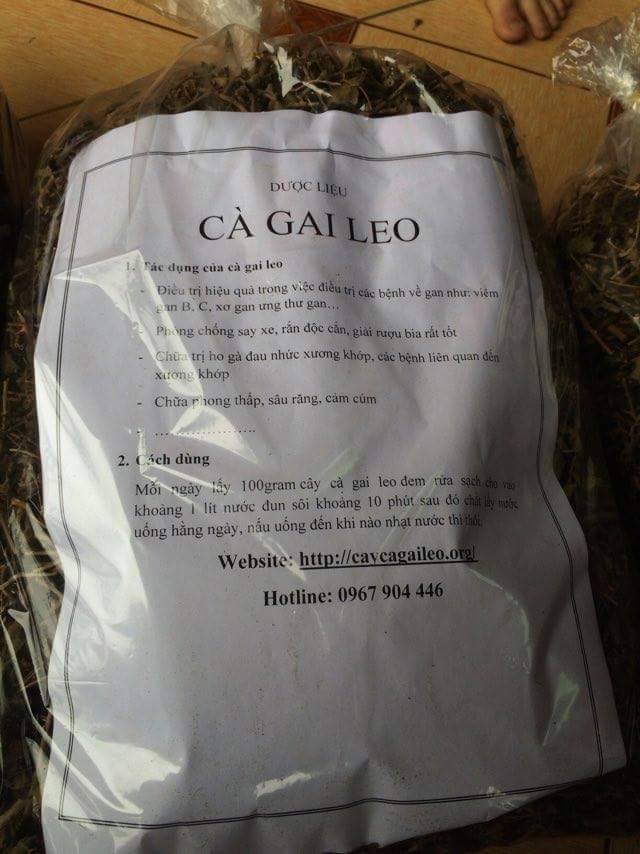 DƯỢC LIỆU
CÀ GAI LEO
1. Tác dụng của cà gai leo
- Điều trị hiệu quả trong việc điều trị các bệnh về gan như: viêm
gan B, C, xơ gan ung thư gan…
- Phòng chống say xe, rắn độc cắn, giải rượu bia rất tốt
- Chữa trị ho gà đau nhức xương khớp, các bệnh liên quan đến
xương khớp
- Chữa phong thấp, sâu răng, cảm cúm
- ………………..
2. Cách dùng
Mỗi ngày lấy 100gram cây cà gai leo đem rửa sạch cho vào
khoảng 1 lít nước đun sôi khoảng 10 phút sau đó chắt lấy nước
uống hằng ngày, nấu uống đến khi nào nhạt nước thì thôi.
Website: http://caycagaileo.org/
Hotline: 0967 904 446